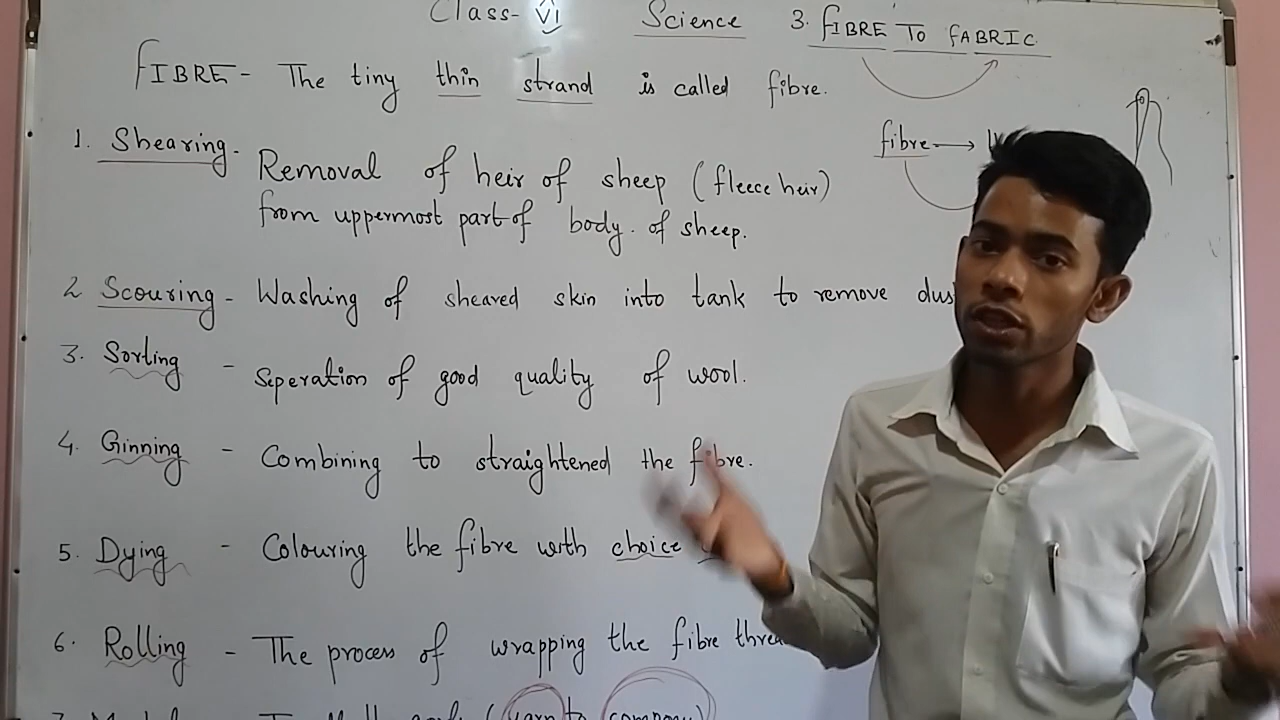 Class- VI Science 3. FIBRE TO FABRIC
FIBRE - The tiny thin strand is called fibre.
fibre →
1. Shearing - Removal of heir of sheep (fleece heir)
from uppermost part of body. of sheep.
2 Scouring - Washing of sheared skin into tank to remove
3. Sorting - Seperation of good quality of wool.
4. Ginning - Combining to straightened the fibre.
5. Dying - Colouring the fibre with choice
6. Rolling - The process of wrapping the fibre
(yarn to company)